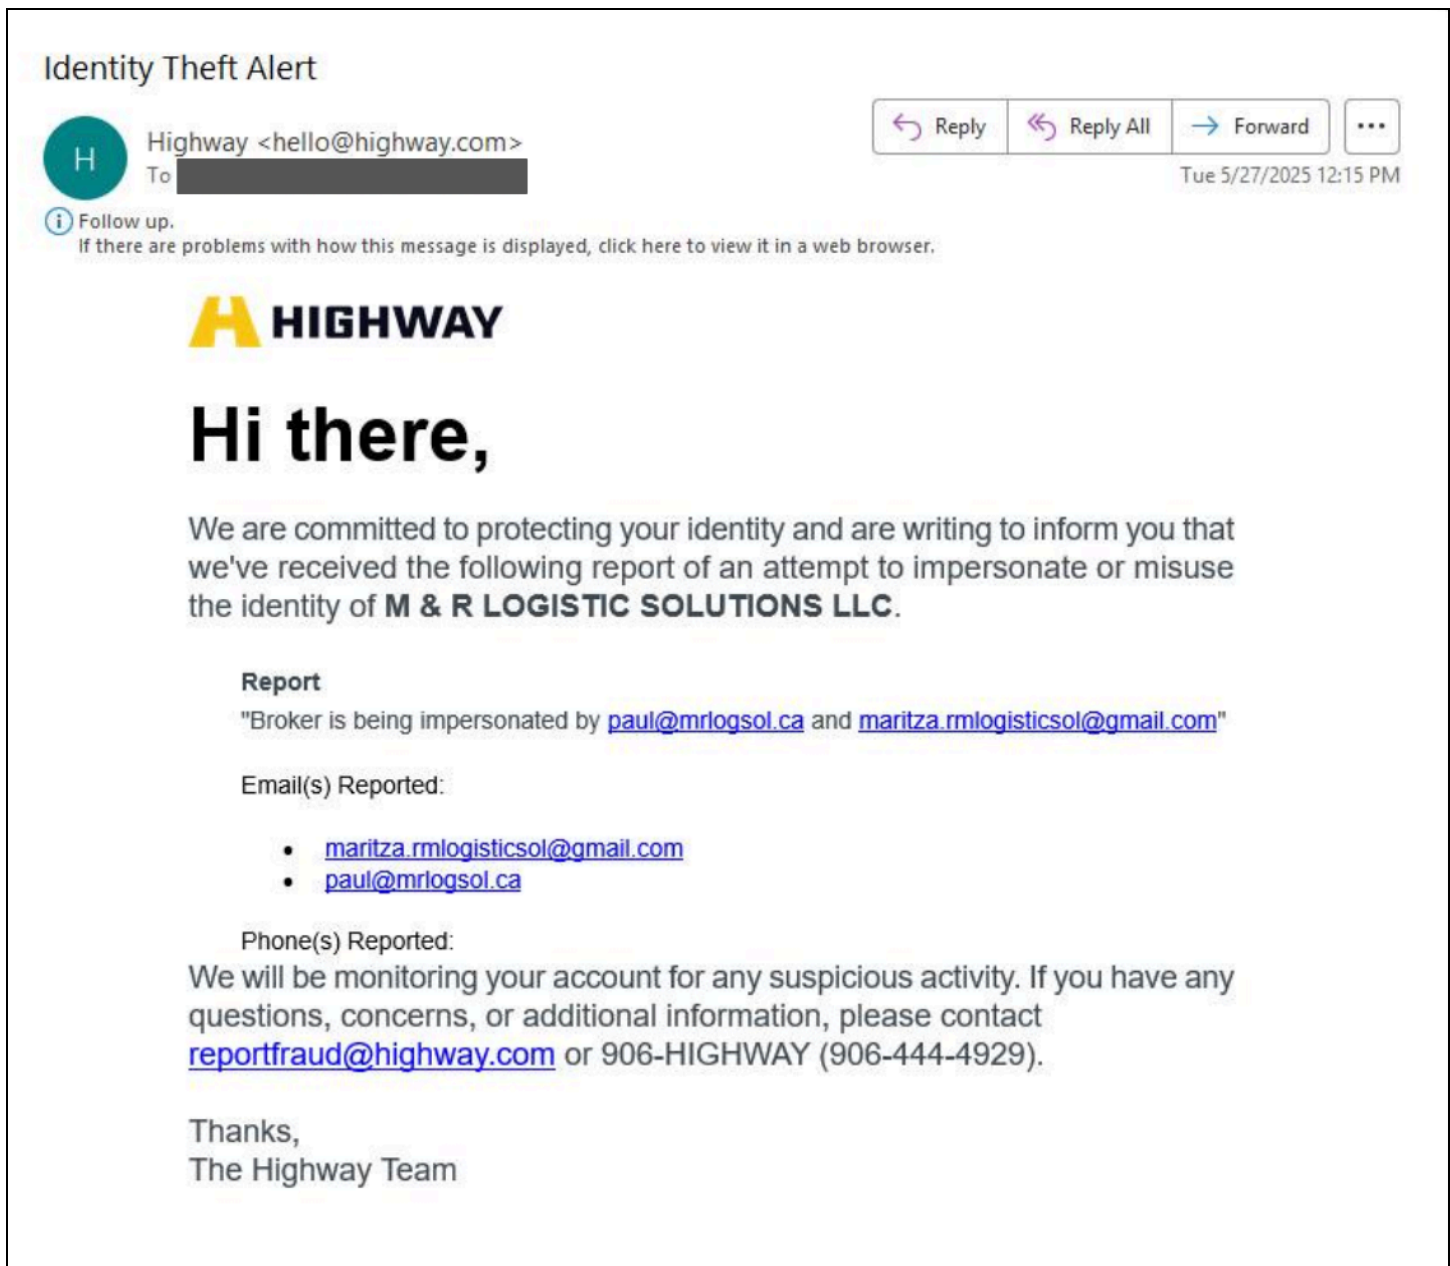 Identity Theft Alert
H
Highway <hello@highway.com>
To
Reply
Reply All
Forward
Tue 5/27/2025 12:15 PM
Follow up.
If there are problems with how this message is displayed, click here to view it in a web browser.
HIGHWAY
Hi there,
We are committed to protecting your identity and are writing to inform you that
we've received the following report of an attempt to impersonate or misuse
the identity of M & R LOGISTIC SOLUTIONS LLC.
Report
"Broker is being impersonated by paul@mrlogsol.ca and maritza.rmlogisticsol@gmail.com"
Email(s) Reported:
• maritza.rmlogisticsol@gmail.com
• paul@mrlogsol.ca
Phone(s) Reported:
We will be monitoring your account for any suspicious activity. If you have any
questions, concerns, or additional information, please contact
reportfraud@highway.com or 906-HIGHWAY (906-444-4929).
Thanks,
The Highway Team